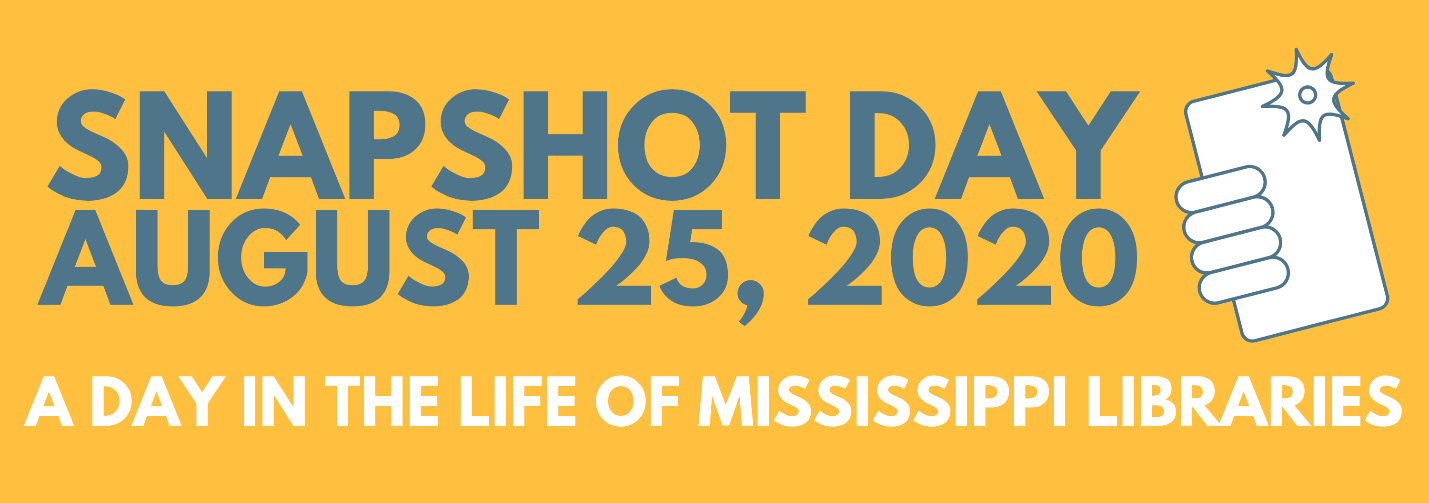 SNAPSHOT DAY
AUGUST 25, 2020
A DAY IN THE LIFE OF MISSISSIPPI LIBRARIES